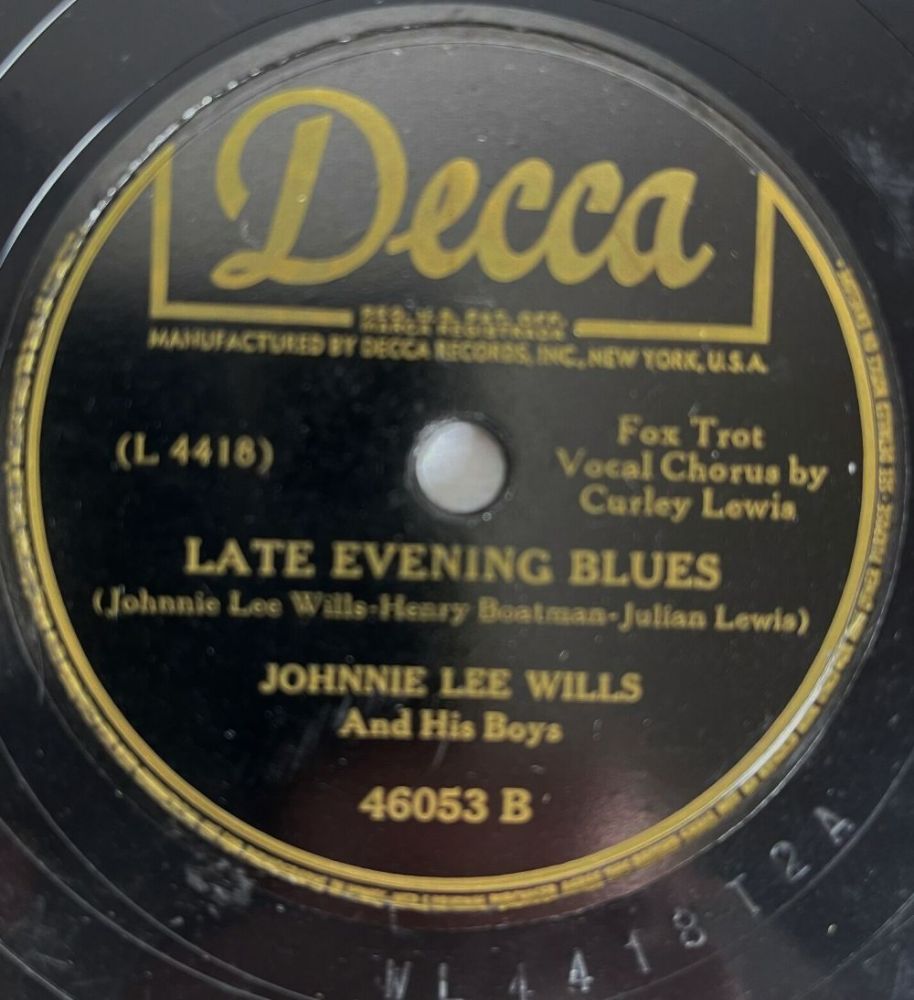 Decca
REG. U.S. PAT. OFF.
MARCA REGISTRADA
MANUFACTURED BY DECCA RECORDS, INC., NEW YORK, U.S.A.
(L 4418)
Fox Trot
Vocal Chorus by
Curley Lewis
LATE EVENING BLUES
(Johnnie Lee Wills-Henry Boatman-Julian Lewis)
JOHNNIE LEE WILLS
And His Boys
46053 B
WL 4418 T2A